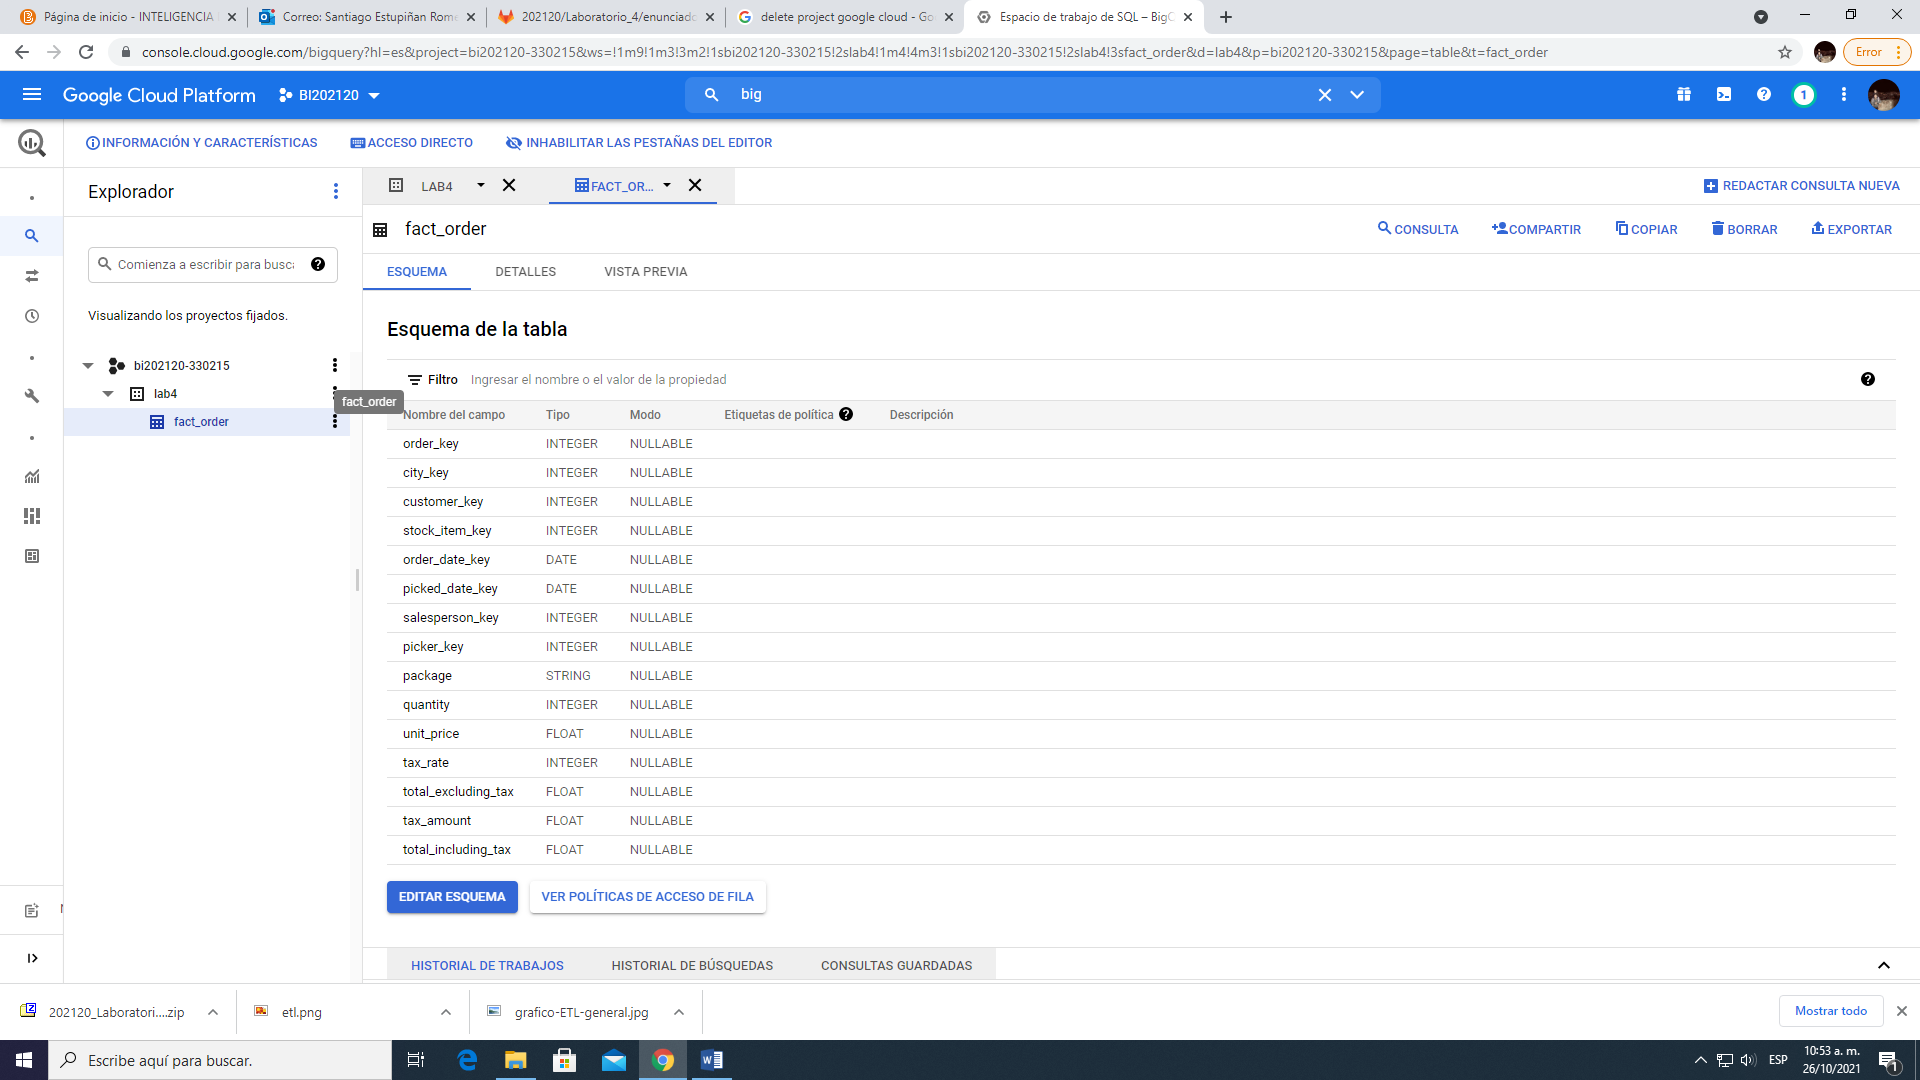 Página de inicio - INTELIGENCIA
Correo: Santiago Estupiñan Rome
202120/Laboratorio_4/enunciado
delete project google cloud - Go
Espacio de trabajo de SQL – BigC
console.cloud.google.com/bigquery?hl=es&project=bi202120-330215&ws=!1m9!1m3!3m2!1sbi202120-330215!2slab4!1m4!4m3!1sbi202120-330215!2slab4!3sfact_order&d=lab4&p=bi202120-330215&page=table&t=fact_order
Error
Google Cloud Platform
BI202120
big
1
INFORMACIÓN Y CARACTERÍSTICAS
ACCESO DIRECTO
INHABILITAR LAS PESTAÑAS DEL EDITOR
Explorador
LAB4
FACT_OR...
REDACTAR CONSULTA NUEVA
fact_order
CONSULTA
COMPARTIR
COPIAR
BORRAR
EXPORTAR
Comienza a escribir para busca
ESQUEMA
DETALLES
VISTA PREVIA
Visualizando los proyectos fijados.
Esquema de la tabla
bi202120-330215
lab4
fact_order
fact_order
Filtro Ingresar el nombre o el valor de la propiedad
Nombre del campo Tipo Modo Etiquetas de política Descripción
order_key INTEGER NULLABLE
city_key INTEGER NULLABLE
customer_key INTEGER NULLABLE
stock_item_key INTEGER NULLABLE
order_date_key DATE NULLABLE
picked_date_key DATE NULLABLE
salesperson_key INTEGER NULLABLE
picker_key INTEGER NULLABLE
package STRING NULLABLE
quantity INTEGER NULLABLE
unit_price FLOAT NULLABLE
tax_rate INTEGER NULLABLE
total_excluding_tax FLOAT NULLABLE
tax_amount FLOAT NULLABLE
total_including_tax FLOAT NULLABLE
EDITAR ESQUEMA
VER POLÍTICAS DE ACCESO DE FILA
HISTORIAL DE TRABAJOS
HISTORIAL DE BÚSQUEDAS
CONSULTAS GUARDADAS
202120_Laboratori....zip
etl.png
grafico-ETL-general.jpg
Mostrar todo
Escribe aquí para buscar.
ESP
10:53 a. m.
26/10/2021
1